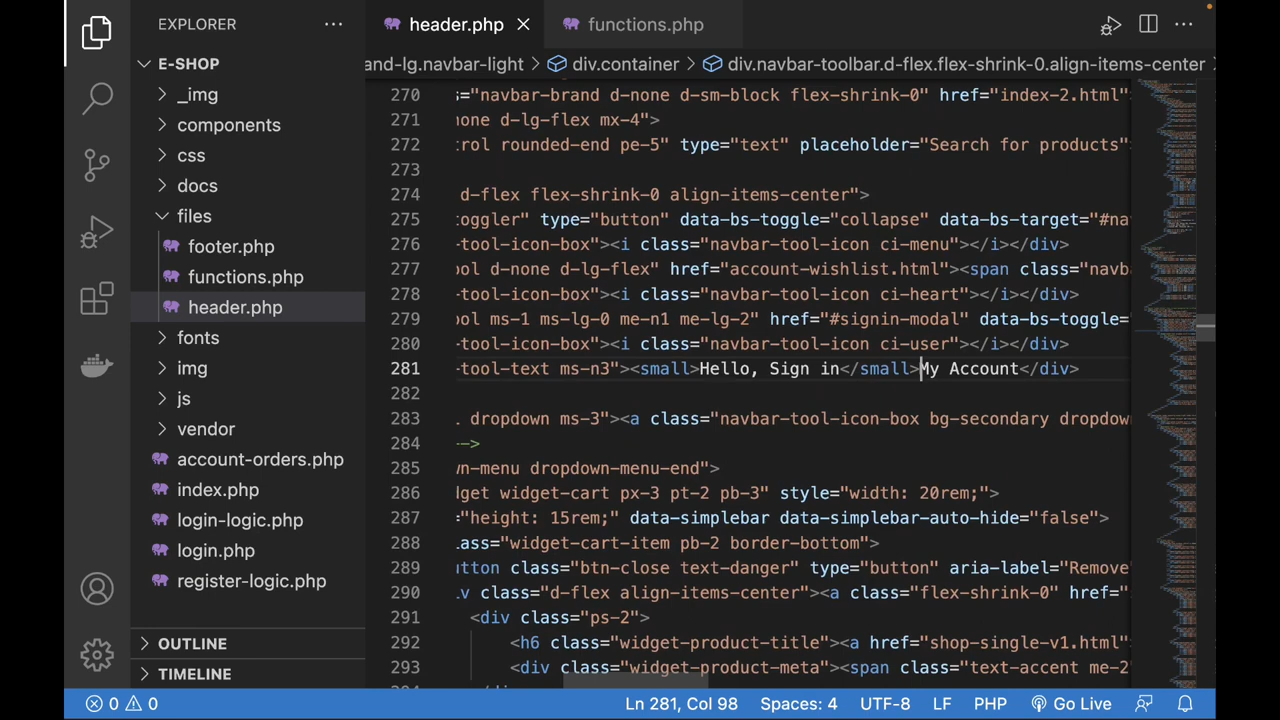 EXPLORER
E-SHOP
_img
components
css
docs
files
footer.php
functions.php
header.php
fonts
img
js
vendor
account-orders.php
index.php
login-logic.php
login.php
register-logic.php
OUTLINE
TIMELINE
header.php
functions.php
and-lg.navbar-light > div.container > div.navbar-toolbar.d-flex.flex-shrink-0.align-items-center >
270 ="navbar-brand d-none d-sm-block flex-shrink-0" href="index-2.html"
271 one d-lg-flex mx-4">
272 trol rounded-end pe-5" type="text" placeholder="Search for products"
273
274 d-flex flex-shrink-0 align-items-center">
275 toggler" type="button" data-bs-toggle="collapse" data-bs-target="#na
276 -tool-icon-box"><i class="navbar-tool-icon ci-menu"></i></div>
277 ool d-none d-lg-flex" href="account-wishlist.html"><span class="navb
278 -tool-icon-box"><i class="navbar-tool-icon ci-heart"></i></div>
279 ool ms-1 ms-lg-0 me-n1 me-lg-2" href="#signin-modal" data-bs-toggle="
280 -tool-icon-box"><i class="navbar-tool-icon ci-user"></i></div>
281 -tool-text ms-n3"><small>Hello, Sign in</small>My Account</div>
282
283 dropdown ms-3"><a class="navbar-tool-icon-box bg-secondary dropdown
284 -->
285 wn-menu dropdown-menu-end">
286 dget widget-cart px-3 pt-2 pb-3" style="width: 20rem;">
287 ="height: 15rem;" data-simplebar data-simplebar-auto-hide="false">
288 lass="widget-cart-item pb-2 border-bottom">
289 utton class="btn-close text-danger" type="button" aria-label="Remove"
290 iv class="d-flex align-items-center"><a class="flex-shrink-0" href="
291 <div class="ps-2">
292 <h6 class="widget-product-title"><a href="shop-single-v1.html"
293 <div class="widget-product-meta"><span class="text-accent me-2"
0 0
Ln 281, Col 98 Spaces: 4 UTF-8 LF PHP Go Live